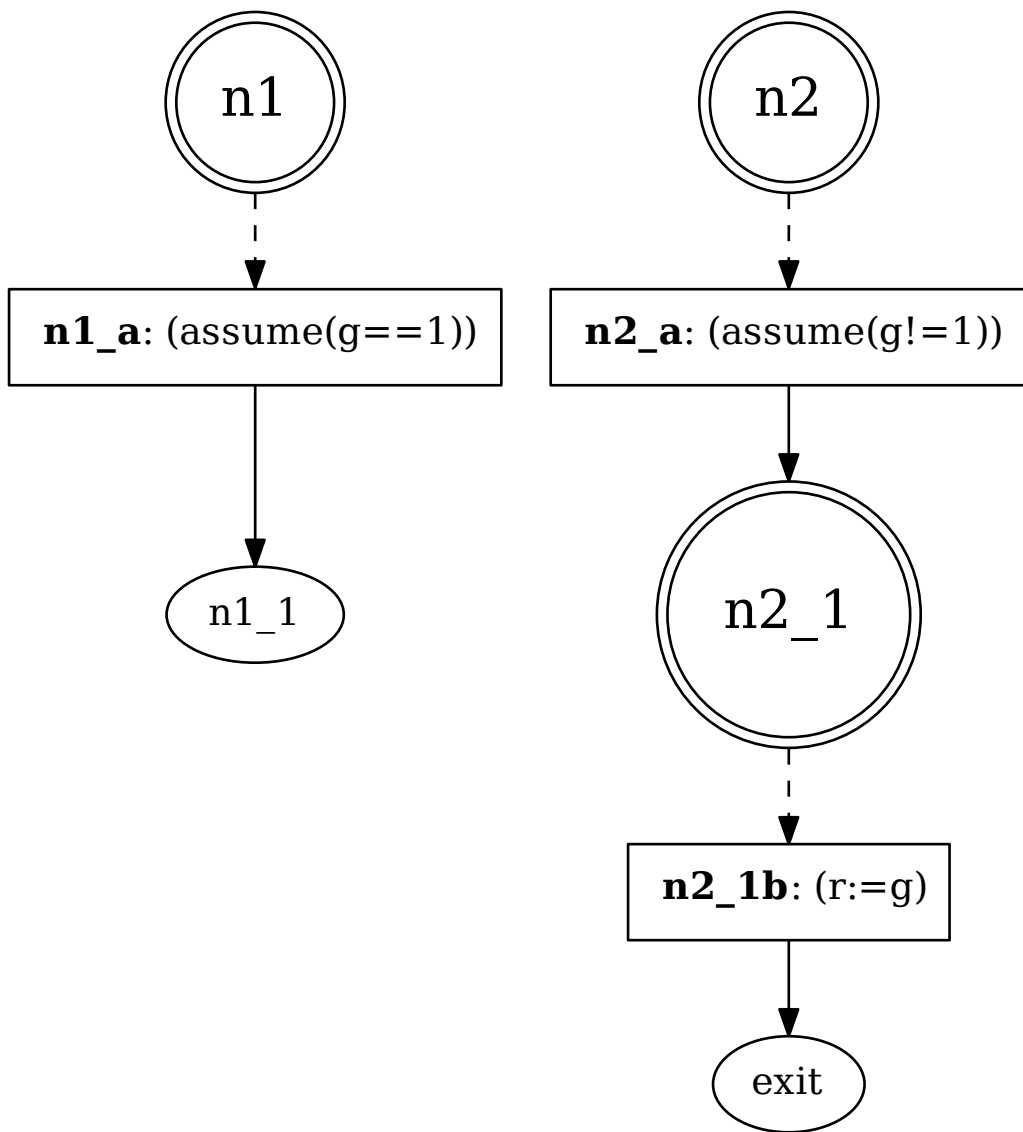 n1
n2
n1_a: (assume(g==1))
n2_a: (assume(g!=1))
n1_1
n2_1
n2_1b: (r:=g)
exit